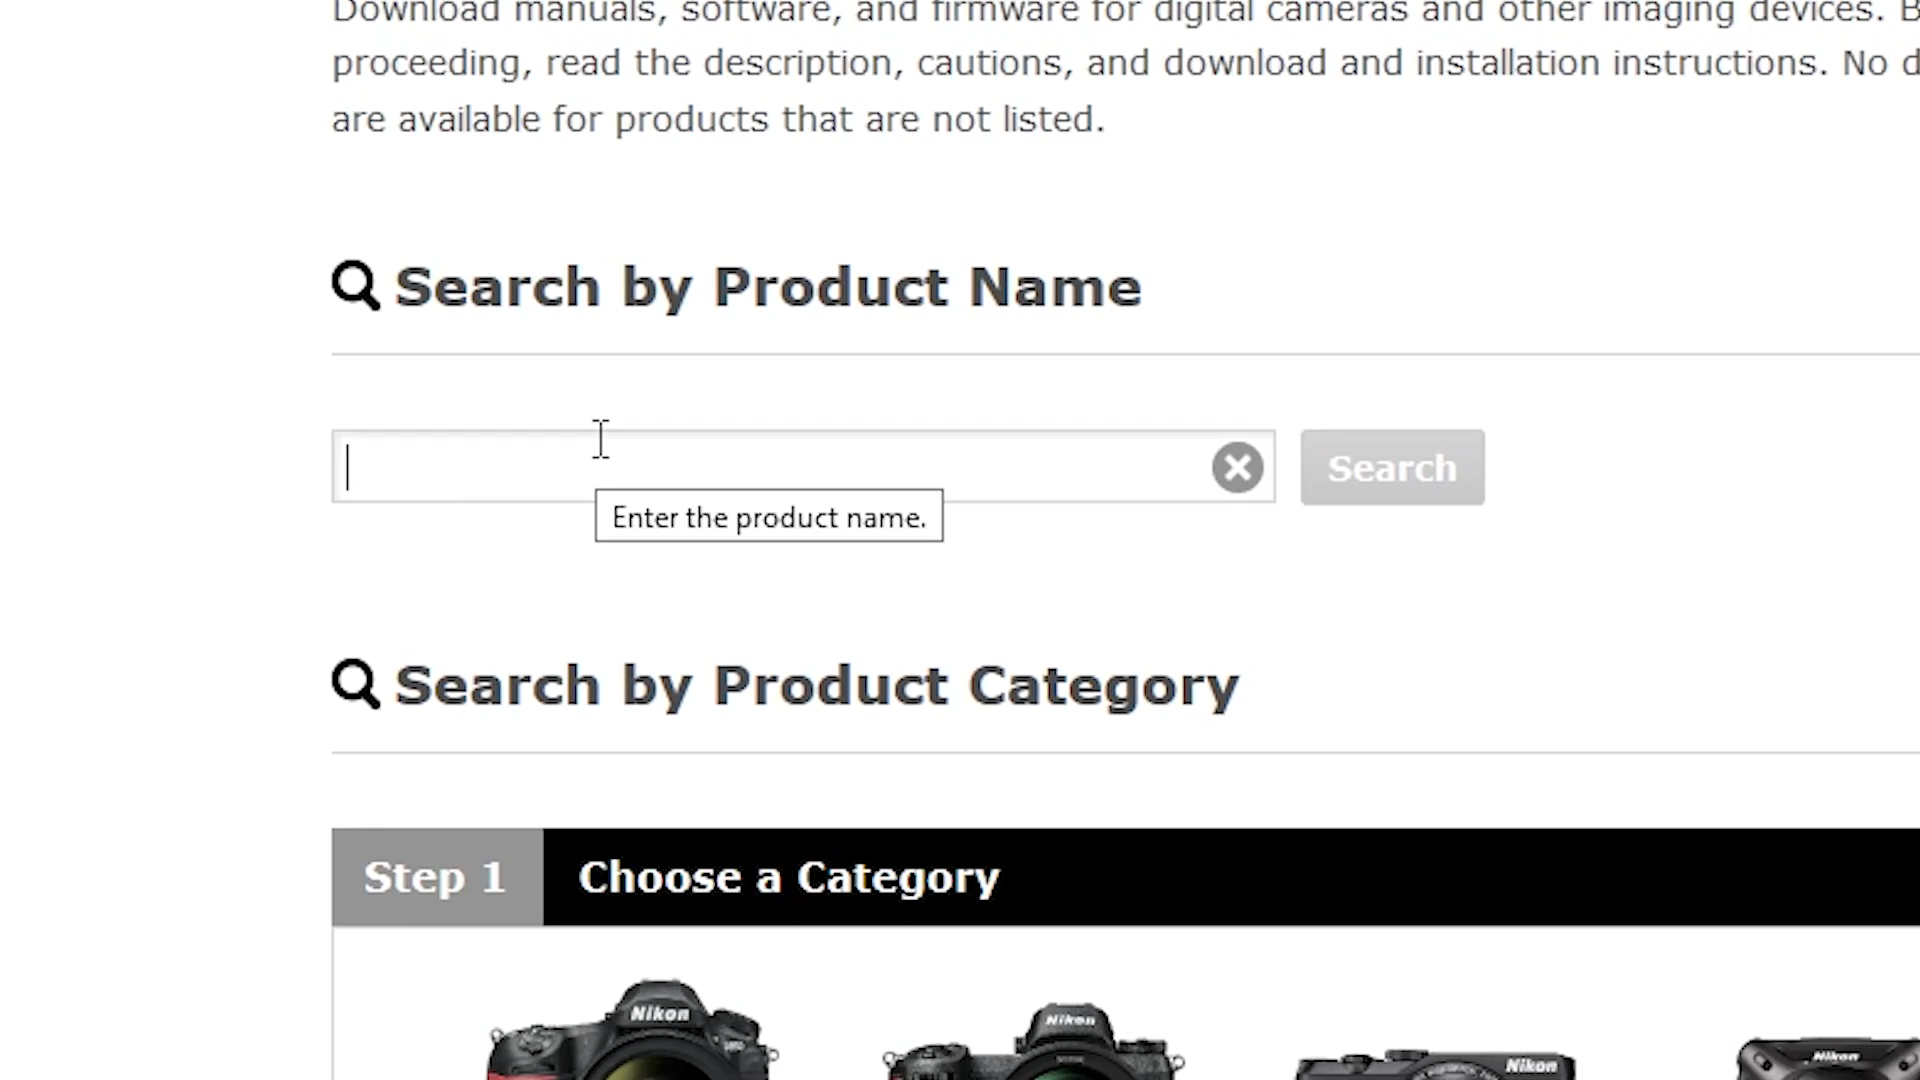 Download manuals, software, and firmware for digital cameras and other imaging devices.
proceeding, read the description, cautions, and download and installation instructions. No
are available for products that are not listed.
Search by Product Name
Search
Enter the product name.
Search by Product Category
Step 1 Choose a Category
Nikon
Nikon
Nikon
Nikon